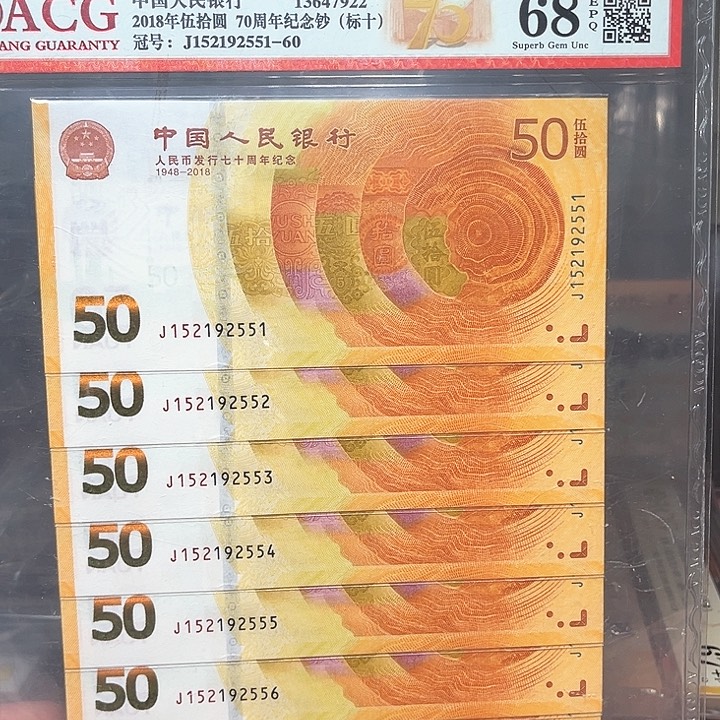 ACG
中国人民银行 13647922
2018年伍拾圆 70周年纪念钞（标十）
冠号：J152192551-60
ANG GUARANTY
68
EPQ
Superb Gem Unc
中国人民银行
人民币发行七十周年纪念
1948-2018
50 伍拾圆
J152192551
50 J152192551
50 J152192552
50 J152192553
50 J152192554
50 J152192555
50 J152192556